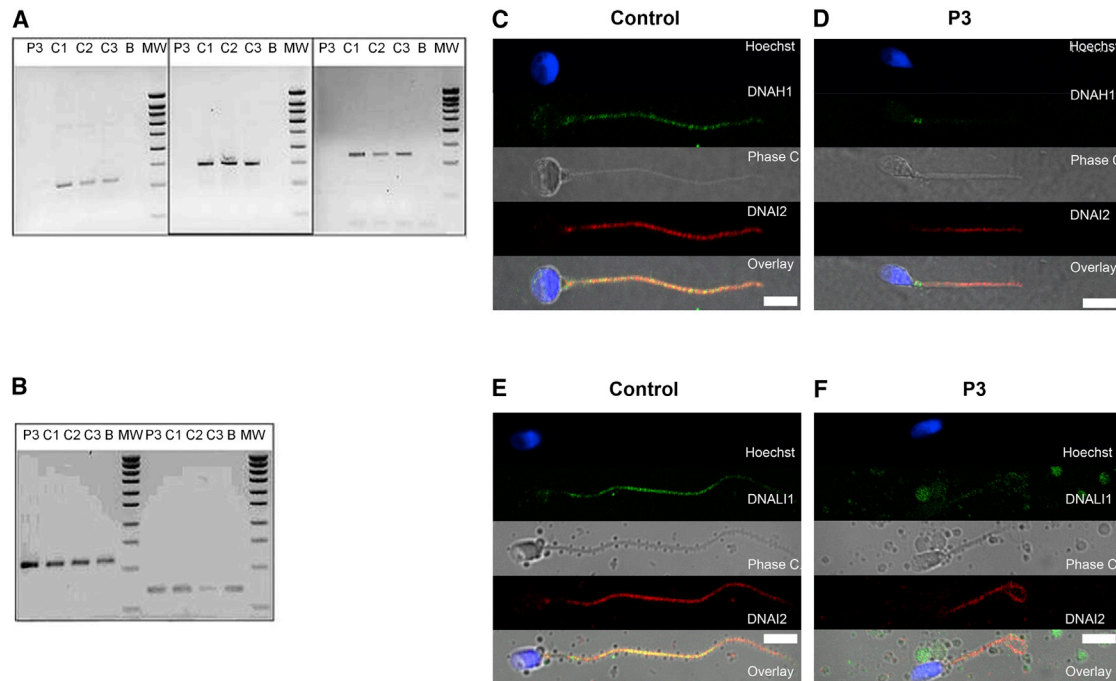 A
P3 C1 C2 C3 B MW P3 C1 C2 C3 B MW P3 C1 C2 C3 B MW
B
P3 C1 C2 C3 B MW P3 C1 C2 C3 B MW
C Control
Hoechst
DNAH1
Phase C
DNAI2
Overlay
D P3
Hoechst
DNAH1
Phase C
DNAI2
Overlay
E Control
Hoechst
DNALI1
Phase C.
DNAI2
Overlay
F P3
Hoechst
DNALI1
Phase C.
DNAI2
Overlay